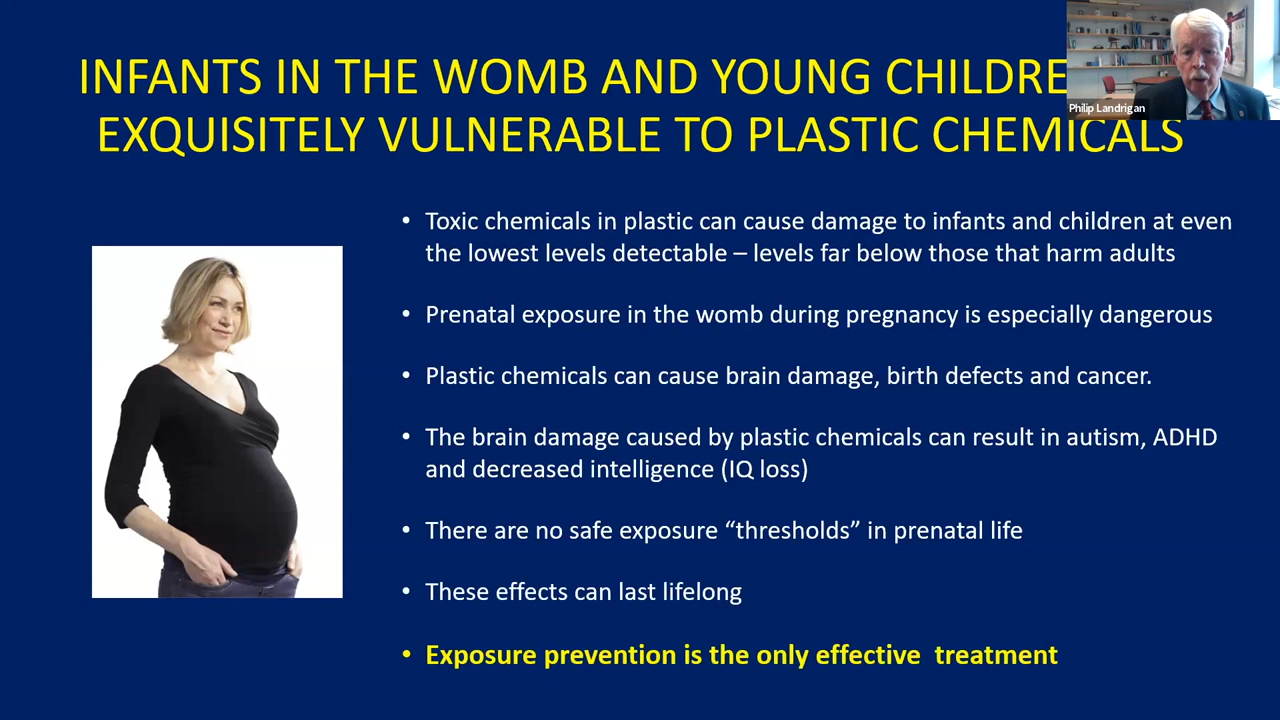 INFANTS IN THE WOMB AND YOUNG CHILDRE
EXQUISITELY VULNERABLE TO PLASTIC CHEMICALS
Philip Landrigan
• Toxic chemicals in plastic can cause damage to infants and children at even
the lowest levels detectable – levels far below those that harm adults
• Prenatal exposure in the womb during pregnancy is especially dangerous
• Plastic chemicals can cause brain damage, birth defects and cancer.
• The brain damage caused by plastic chemicals can result in autism, ADHD
and decreased intelligence (IQ loss)
• There are no safe exposure “thresholds” in prenatal life
• These effects can last lifelong
• Exposure prevention is the only effective  treatment